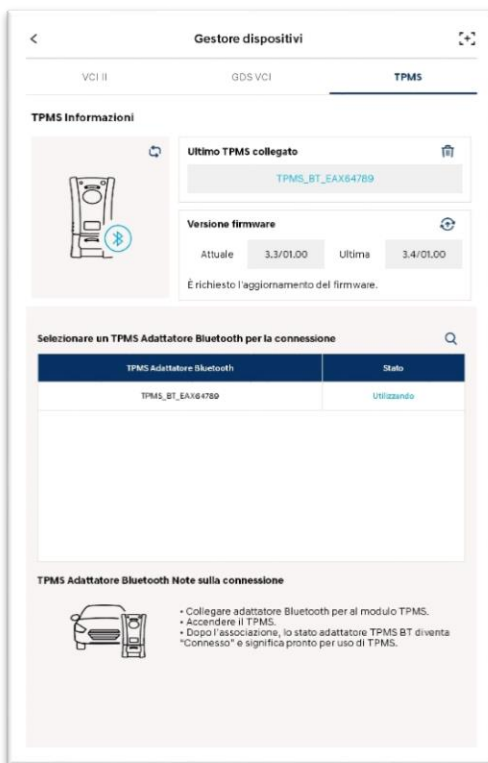 Gestore dispositivi
VCI II
GDS VCI
TPMS
TPMS Informazioni
Ultimo TPMS collegato
TPMS_BT_EAX64789
Versione firmware
Attuale 3.3/01.00 Ultima 3.4/01.00
È richiesto l'aggiornamento del firmware.
Selezionare un TPMS Adattatore Bluetooth per la connessione
TPMS Adattatore Bluetooth Stato
TPMS_BT_EAX64789 Utilizzando
TPMS Adattatore Bluetooth Note sulla connessione
• Collegare adattatore Bluetooth per al modulo TPMS.
• Accendere il TPMS.
• Dopo l'associazione, lo stato adattatore TPMS BT diventa
"Connesso" e significa pronto per uso di TPMS.